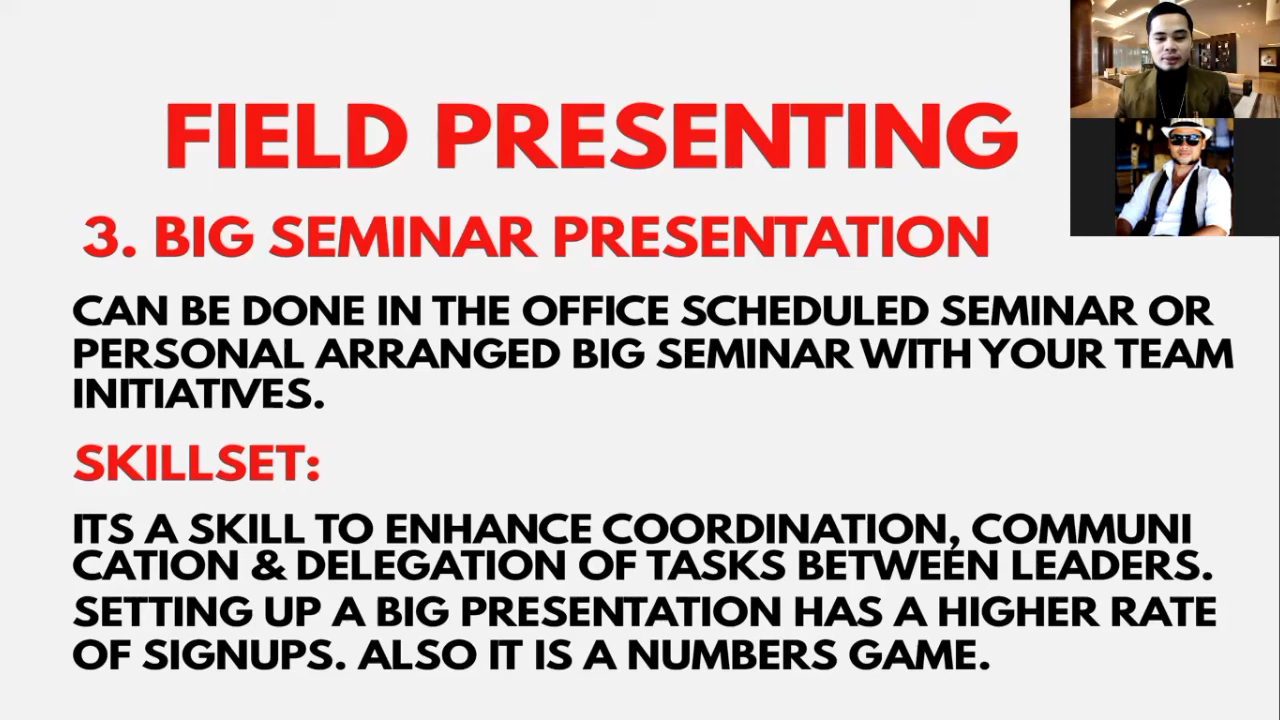 FIELD PRESENTING
3. BIG SEMINAR PRESENTATION
CAN BE DONE IN THE OFFICE SCHEDULED SEMINAR OR
PERSONAL ARRANGED BIG SEMINAR WITH YOUR TEAM
INITIATIVES.
SKILLSET:
ITS A SKILL TO ENHANCE COORDINATION, COMMUNI
CATION & DELEGATION OF TASKS BETWEEN LEADERS.
SETTING UP A BIG PRESENTATION HAS A HIGHER RATE
OF SIGNUPS. ALSO IT IS A NUMBERS GAME.